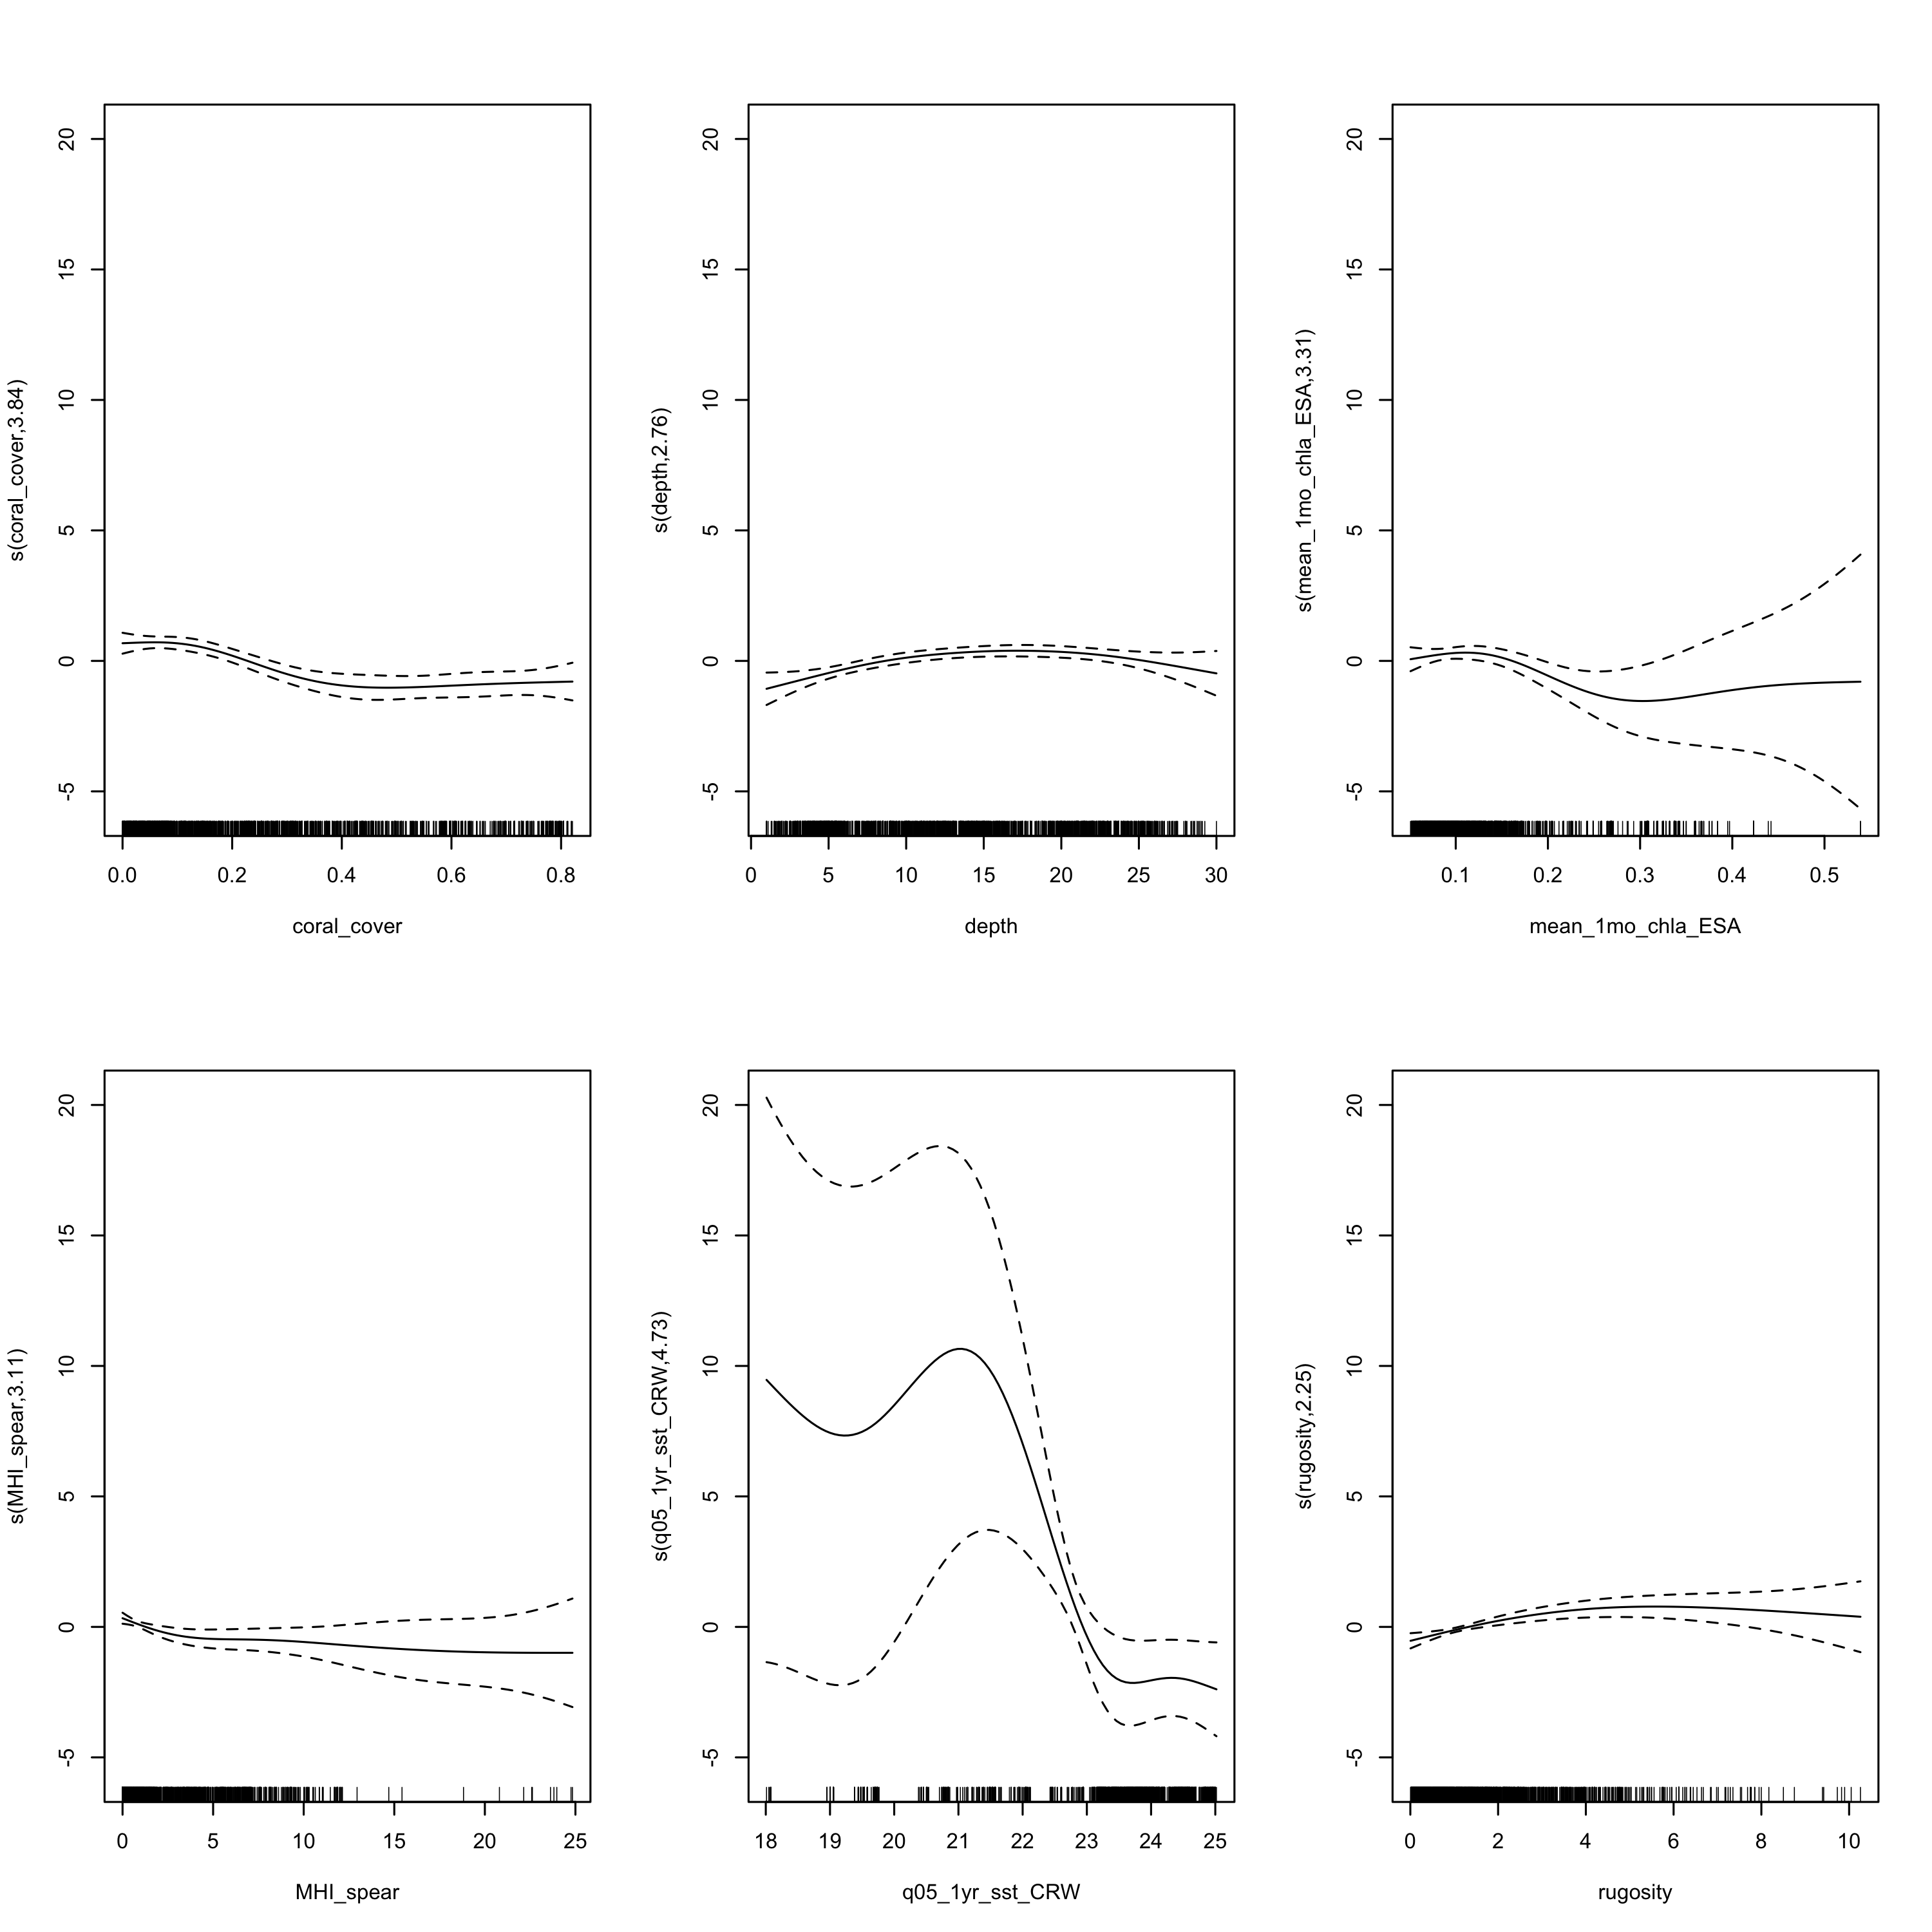 s(coral_cover,3.84)
20
15
10
5
0
-5
0.0 0.2 0.4 0.6 0.8
coral_cover
s(depth,2.76)
20
15
10
5
0
-5
0 5 10 15 20 25 30
depth
s(mean_1mo_chla_ESA,3.31)
20
15
10
5
0
-5
0.1 0.2 0.3 0.4 0.5
mean_1mo_chla_ESA
s(MHI_spear,3.11)
20
15
10
5
0
-5
0 5 10 15 20 25
MHI_spear
s(q05_1yr_sst_CRW,4.73)
20
15
10
5
0
-5
18 19 20 21 22 23 24 25
q05_1yr_sst_CRW
s(rugosity,2.25)
20
15
10
5
0
-5
0 2 4 6 8 10
rugosity